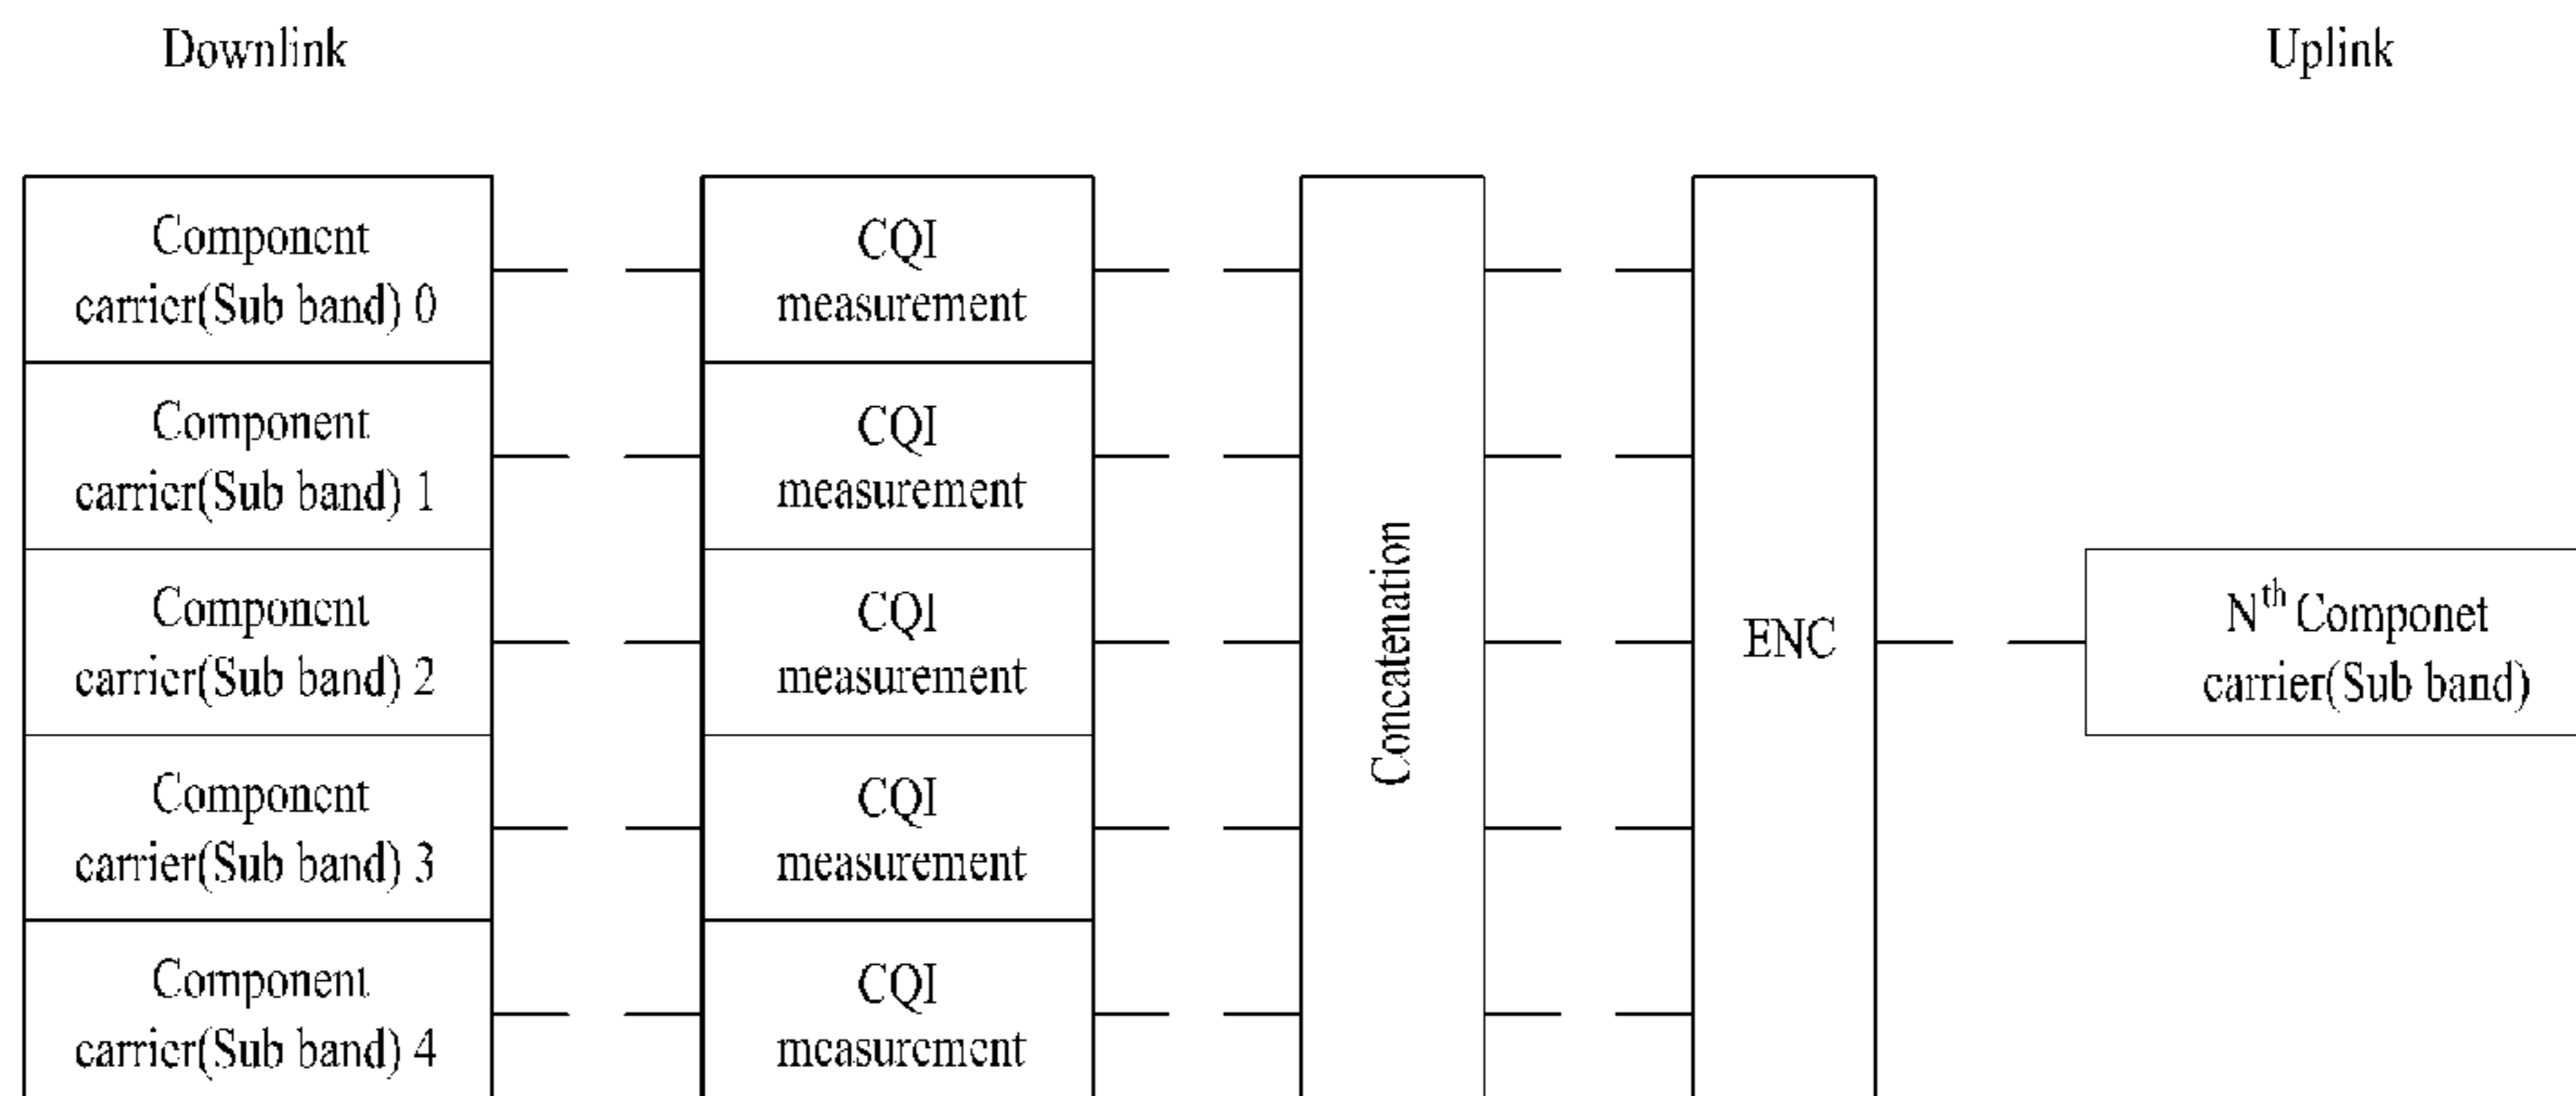 Downlink
Uplink
Component
carrier(Sub band) 0
CQI
measurement
Component
carrier(Sub band) 1
CQI
measurement
Component
carrier(Sub band) 2
CQI
measurement
Component
carrier(Sub band) 3
CQI
measurement
Component
carrier(Sub band) 4
CQI
measurement
Concatenation
ENC
Nth Componet
carrier(Sub band)